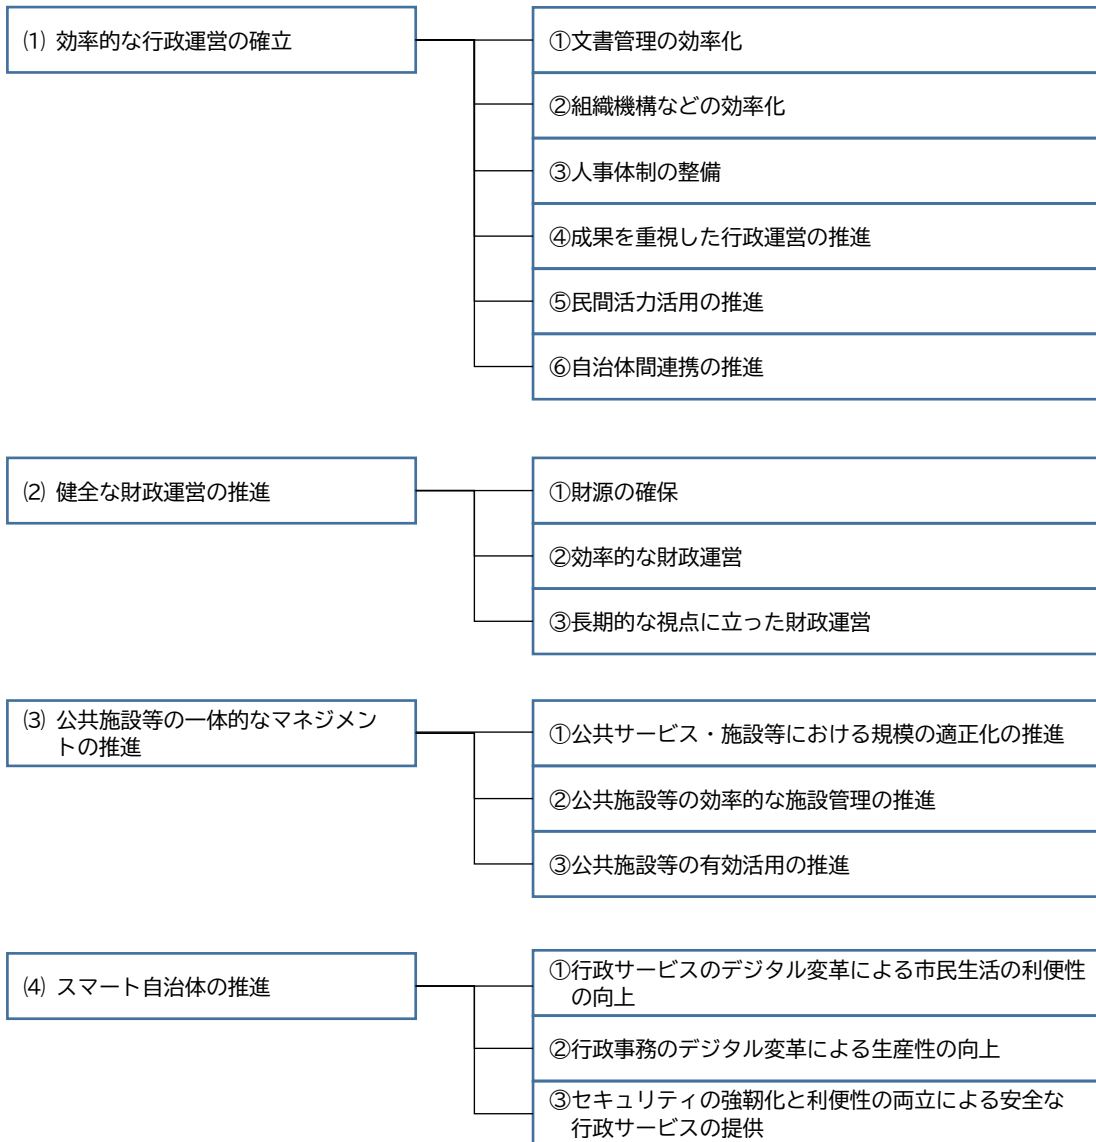 ⑴ 効率的な行政運営の確立
①文書管理の効率化
②組織機構などの効率化
③人事体制の整備
④成果を重視した行政運営の推進
⑤民間活力活用の推進
⑥自治体間連携の推進
⑵ 健全な財政運営の推進
①財源の確保
②効率的な財政運営
③長期的な視点に立った財政運営
⑶ 公共施設等の一体的なマネジメン
トの推進
①公共サービス・施設等における規模の適正化の推進
②公共施設等の効率的な施設管理の推進
③公共施設等の有効活用の推進
⑷ スマート自治体の推進
①行政サービスのデジタル変革による市民生活の利便性
の向上
②行政事務のデジタル変革による生産性の向上
③セキュリティの強靭化と利便性の両立による安全な
行政サービスの提供